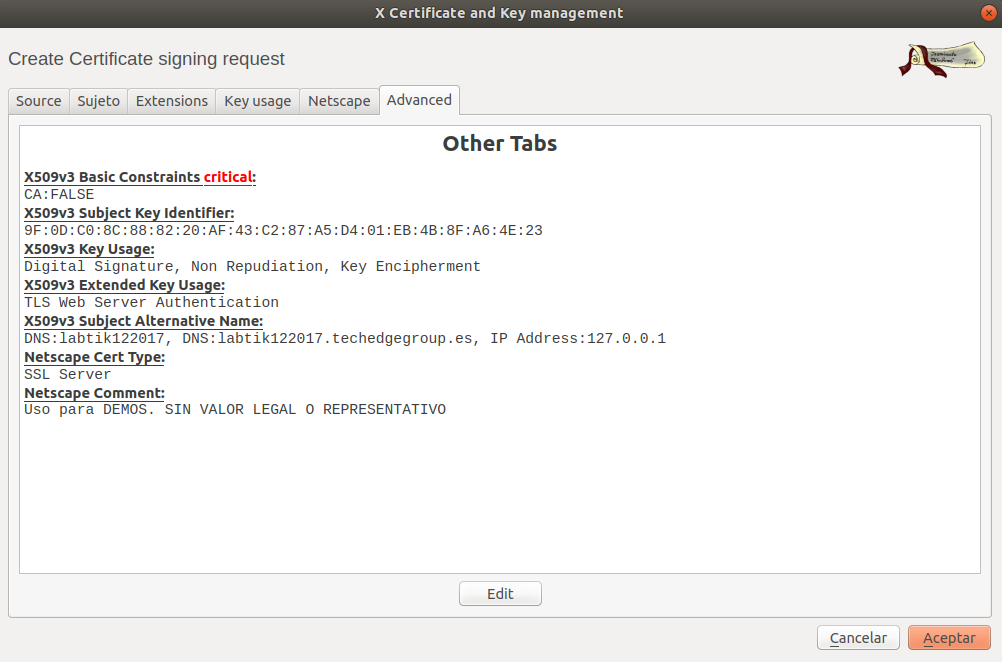 X Certificate and Key management
Create Certificate signing request
Source Sujeto Extensions Key usage Netscape Advanced
Other Tabs
X509v3 Basic Constraints critical:
CA:FALSE
X509v3 Subject Key Identifier:
9F:0D:C0:8C:88:82:20:AF:43:C2:87:A5:D4:01:EB:4B:8F:A6:4E:23
X509v3 Key Usage:
Digital Signature, Non Repudiation, Key Encipherment
X509v3 Extended Key Usage:
TLS Web Server Authentication
X509v3 Subject Alternative Name:
DNS:labtik122017, DNS:labtik122017.techedgegroup.es, IP Address:127.0.0.1
Netscape Cert Type:
SSL Server
Netscape Comment:
Uso para DEMOS. SIN VALOR LEGAL O REPRESENTATIVO
Edit
Cancelar Aceptar